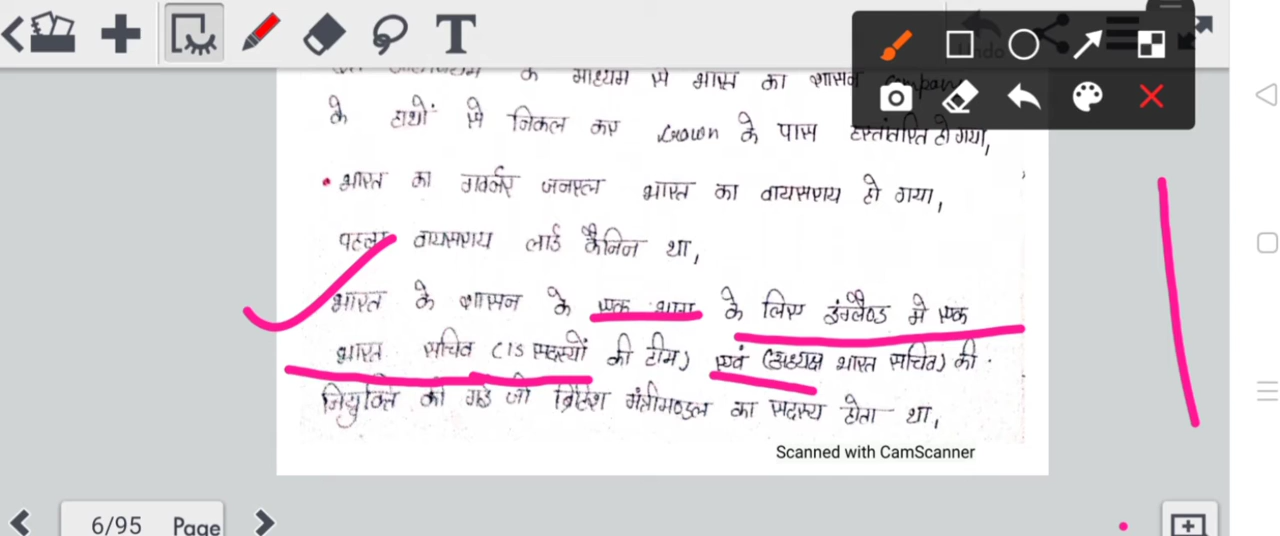 के माध्यम से भारत का शासन Company
के हाथों से निकल कर Crown के पास हस्तांतरित हो गया,
• भारत का गवर्नर जनरल भारत का वायसराय हो गया,
पहला वायसराय लार्ड कैनिन था,
भारत के शासन के एक भाग के लिए इंग्लैण्ड मे एक
भारत सचिव (15 सदस्यों की टीम) एवं (अध्यक्ष भारत सचिव) की
नियुक्ति की गई जो ब्रिटिश मंत्रीमण्डल का सदस्य होता था,
Scanned with CamScanner
6/95 Page
T
Undo